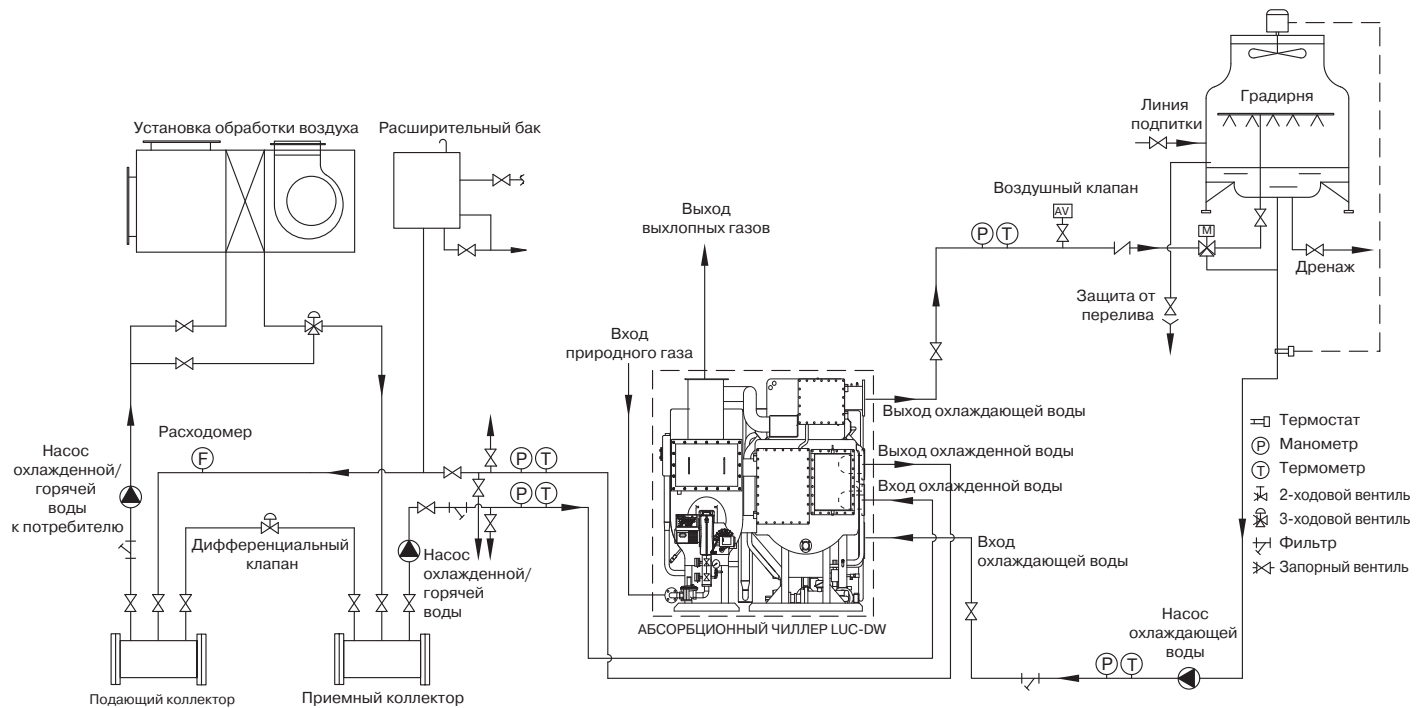 Градирня
Линия
подпитки
Установка обработки воздуха
Расширительный бак
Воздушный клапан
AV
P
T
M
Выход
выхлопных газов
Дренаж
Защита от
перелива
Вход
природного газа
Выход охлаждающей воды
Термостат
P
Манометр
T
Термометр
2-ходовой вентиль
3-ходовой вентиль
Фильтр
Запорный вентиль
Расходомер
F
Насос
охлажденной/
горячей
воды
к потребителю
P
T
P
T
Выход охлажденной воды
Вход охлажденной воды
Дифференциальный
клапан
Насос
охлажденной/
горячей
воды
Вход
охлаждающей воды
АБСОРБЦИОННЫЙ ЧИЛЛЕР LUC-DW
Насос
охлаждающей
воды
P
T
Подающий коллектор
Приемный коллектор